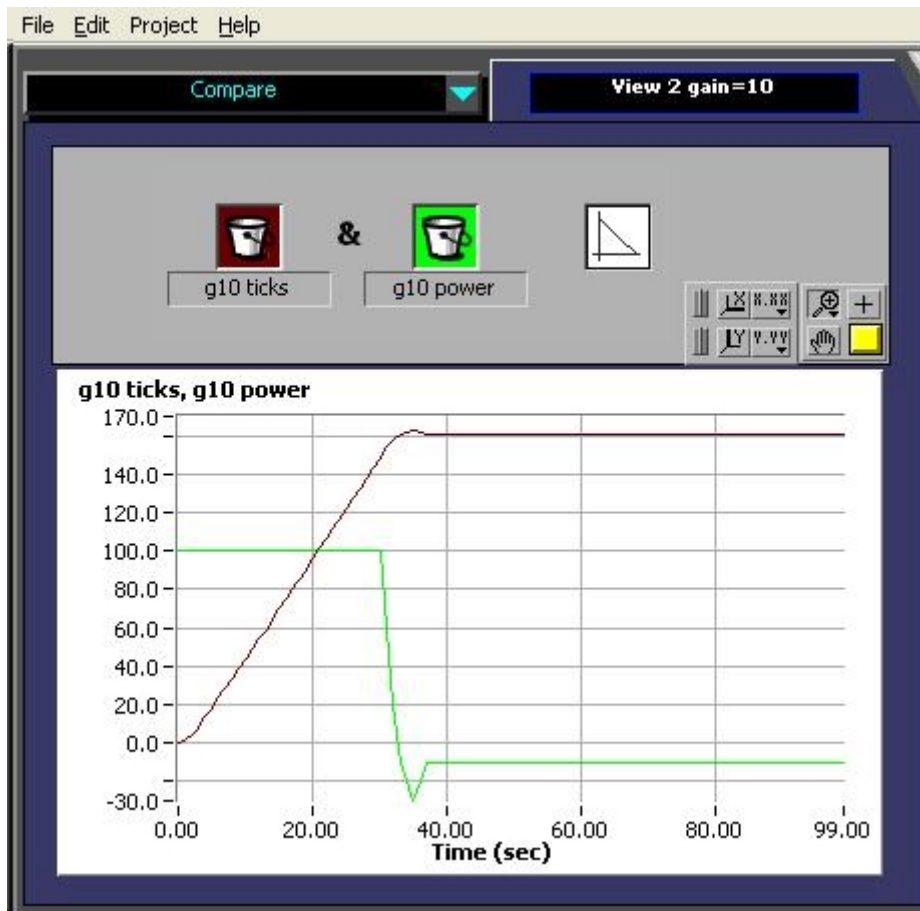 File Edit Project Help
Compare
View 2 gain=10
&
g10 ticks
g10 power
X X.XX
Y Y.YY
g10 ticks, g10 power
170.0
140.0
120.0
100.0
80.0
60.0
40.0
20.0
0.0
-30.0
0.00 20.00 40.00 60.00 80.00 99.00
Time (sec)